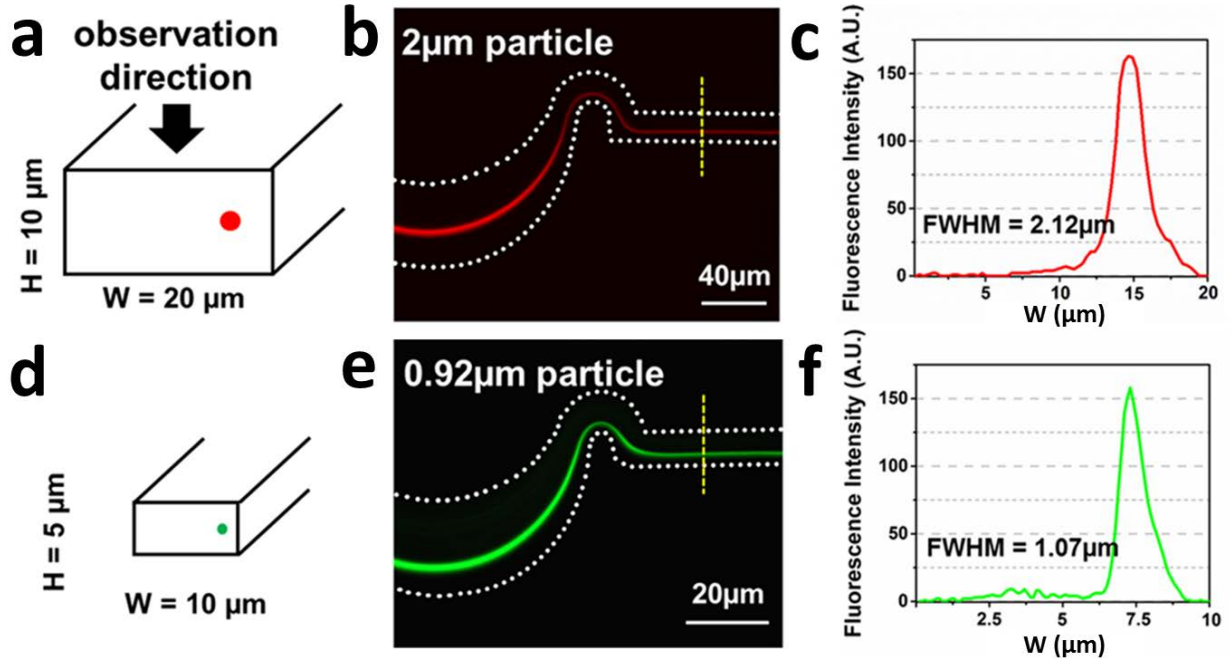 a
observation
direction
H = 10 µm
W = 20 µm
b
2µm particle
40µm
c
Fluorescence Intensity (A.U.)
150
100
50
0
FWHM = 2.12µm
5
10
15
20
W (µm)
d
H = 5 µm
W = 10 µm
e
0.92µm particle
20µm
f
Fluorescence Intensity (A.U.)
150
100
50
0
FWHM = 1.07µm
2.5
5
7.5
10
W (µm)